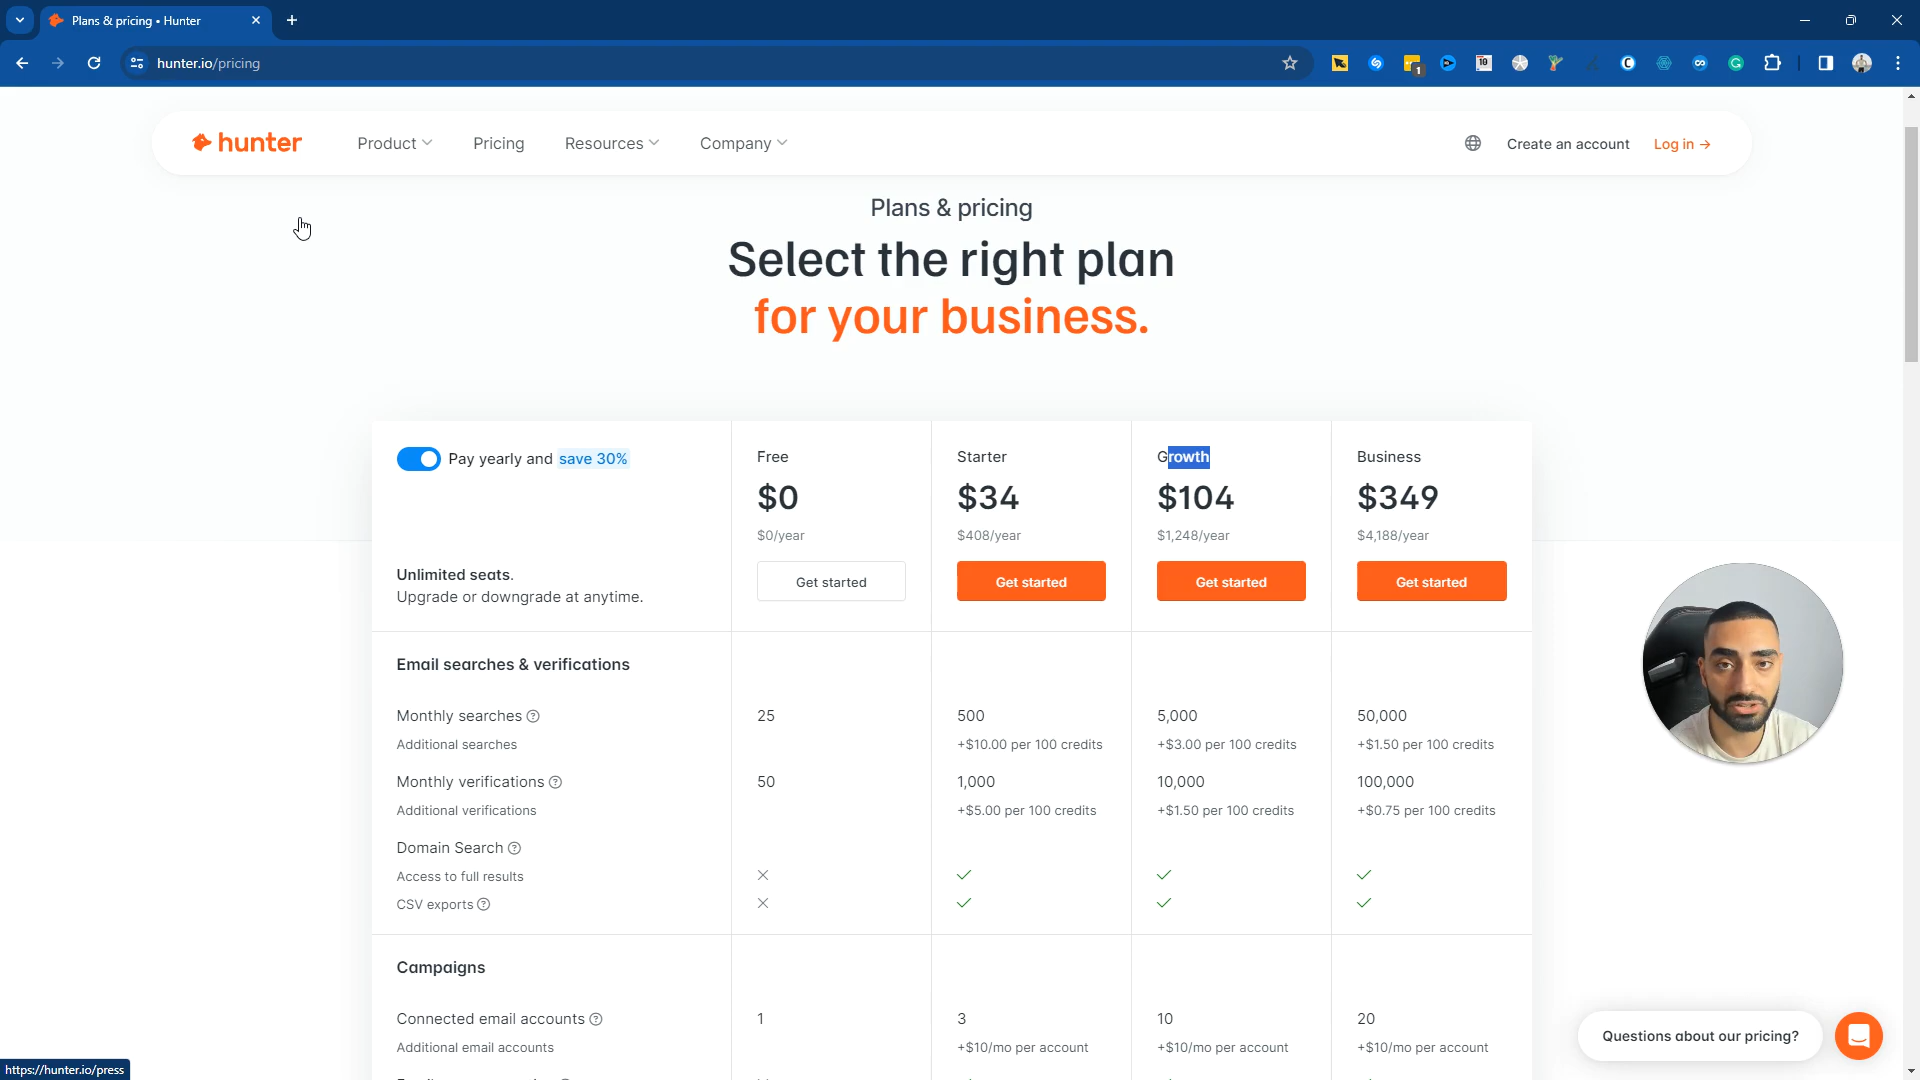 Plans & pricing • Hunter
hunter.io/pricing
1
10
hunter
Product
Pricing
Resources
Company
Create an account
Log in →
Plans & pricing
Select the right plan
for your business.
Pay yearly and save 30%
Free
Starter
Growth
Business
$0
$34
$104
$349
$0/year
$408/year
$1,248/year
$4,188/year
Unlimited seats.
Upgrade or downgrade at anytime.
Get started
Get started
Get started
Get started
Email searches & verifications
Monthly searches
25
500
5,000
50,000
Additional searches
+$10.00 per 100 credits
+$3.00 per 100 credits
+$1.50 per 100 credits
Monthly verifications
50
1,000
10,000
100,000
Additional verifications
+$5.00 per 100 credits
+$1.50 per 100 credits
+$0.75 per 100 credits
Domain Search
Access to full results
CSV exports
Campaigns
Connected email accounts
1
3
10
20
Additional email accounts
+$10/mo per account
+$10/mo per account
+$10/mo per account
Questions about our pricing?
https://hunter.io/press